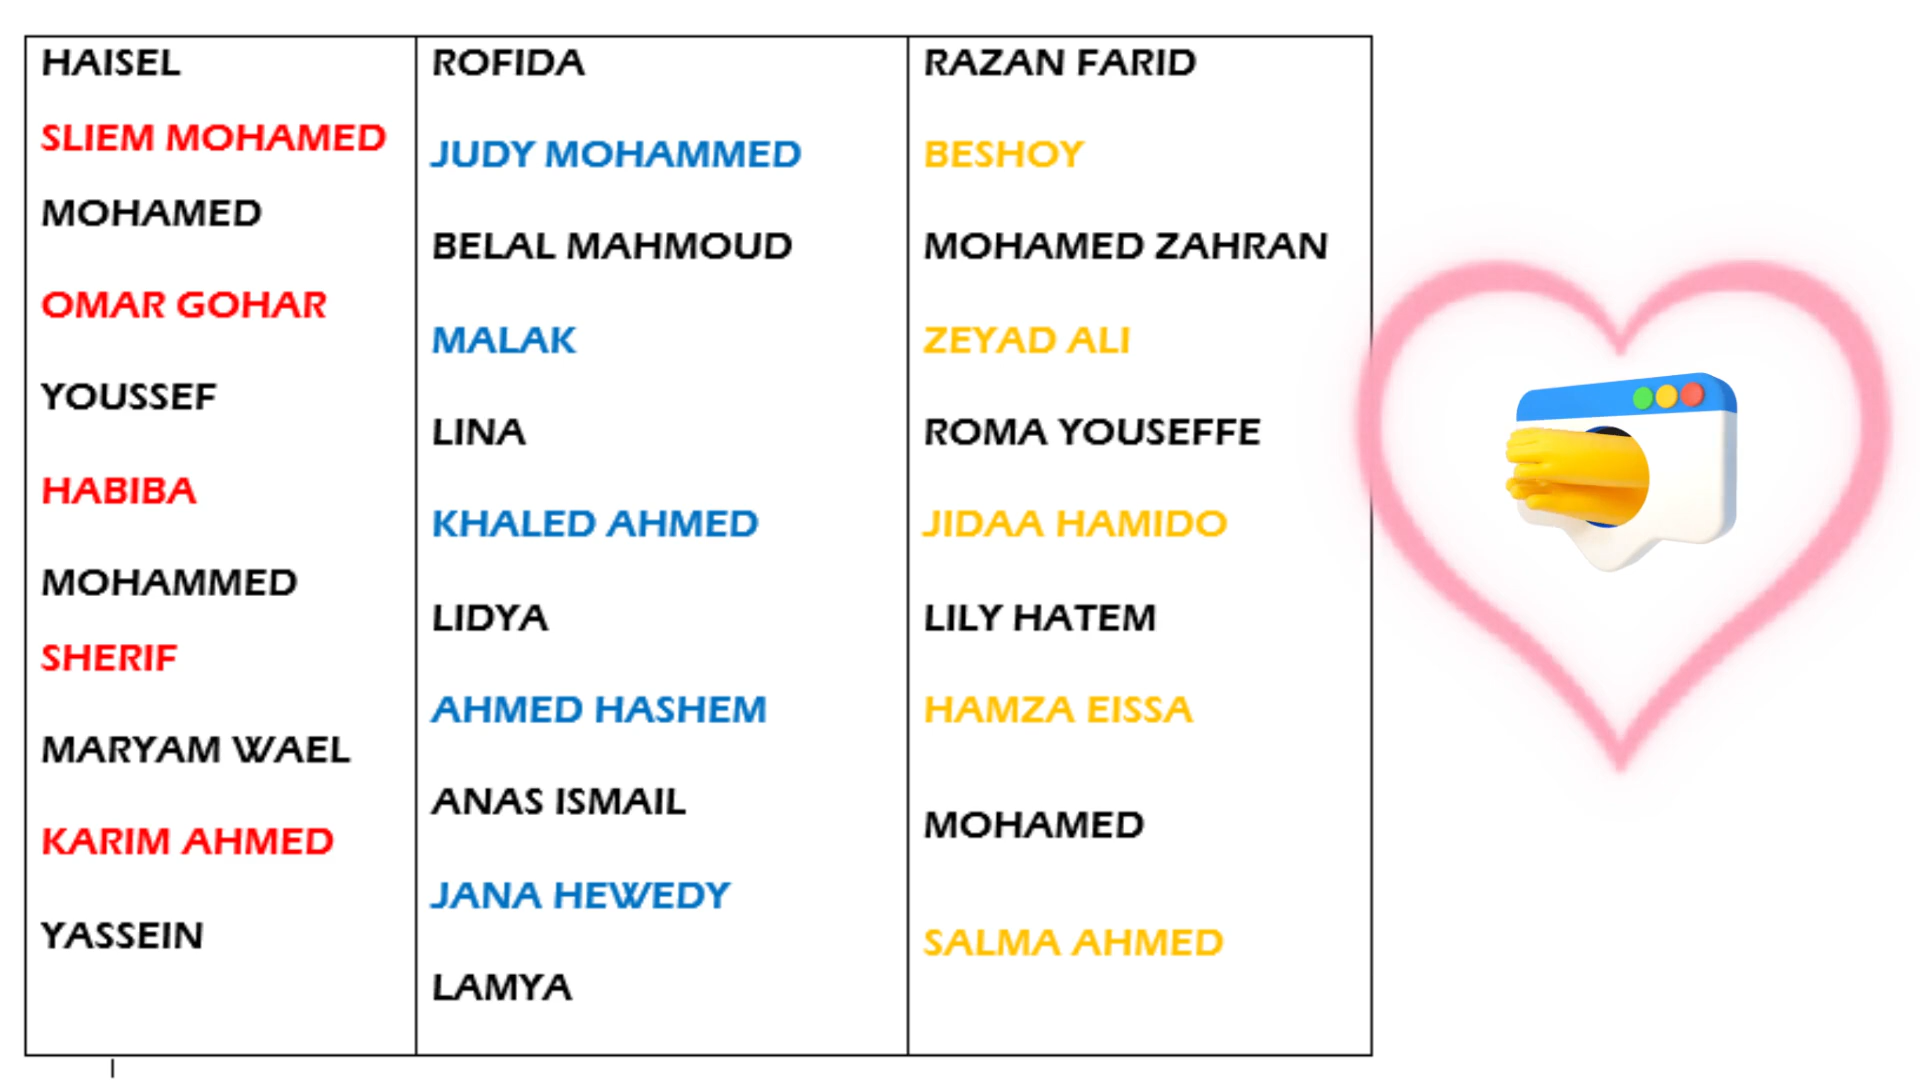 HAISEL
SLIEM MOHAMED
MOHAMED
OMAR GOHAR
YOUSSEF
HABIBA
MOHAMMED
SHERIF
MARYAM WAEL
KARIM AHMED
YASSEIN
ROFIDA
JUDY MOHAMMED
BELAL MAHMOUD
MALAK
LINA
KHALED AHMED
LIDYA
AHMED HASHEM
ANAS ISMAIL
JANA HEWEDY
LAMYA
RAZAN FARID
BESHOY
MOHAMED ZAHRAN
ZEYAD ALI
ROMA YOUSEFFE
JIDAA HAMIDO
LILY HATEM
HAMZA EISSA
MOHAMED
SALMA AHMED